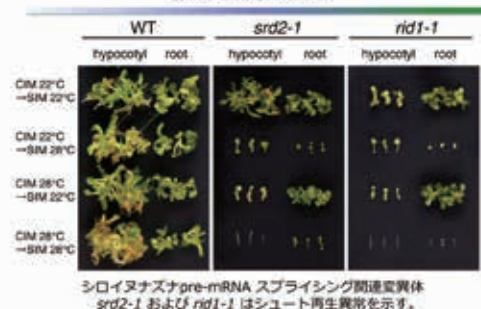 WT srd2-1 rid1-1
hypocotyl root hypocotyl root hypocotyl root
CIM 22°C
→SIM 22°C
CIM 22°C
→SIM 28°C
CIM 28°C
→SIM 22°C
CIM 28°C
→SIM 28°C
シロイヌナズナpre-mRNA スプライシング関連変異体
srd2-1 および rid1-1 はシュート再生異常を示す。